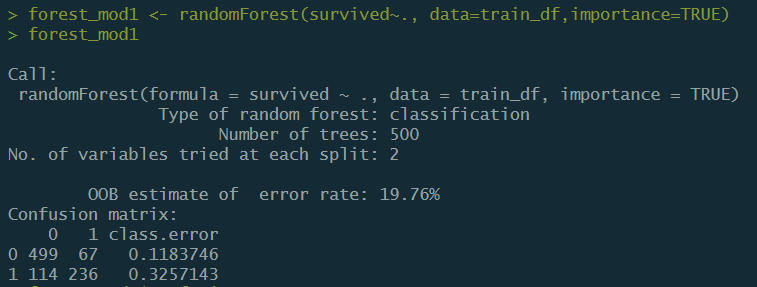 > forest_mod1 <- randomForest(survived~., data=train_df,importance=TRUE)
> forest_mod1
Call:
 randomForest(formula = survived ~ ., data = train_df, importance = TRUE)
               Type of random forest: classification
                     Number of trees: 500
No. of variables tried at each split: 2
        OOB estimate of  error rate: 19.76%
Confusion matrix:
    0   1 class.error
0 499  67   0.1183746
1 114 236   0.3257143